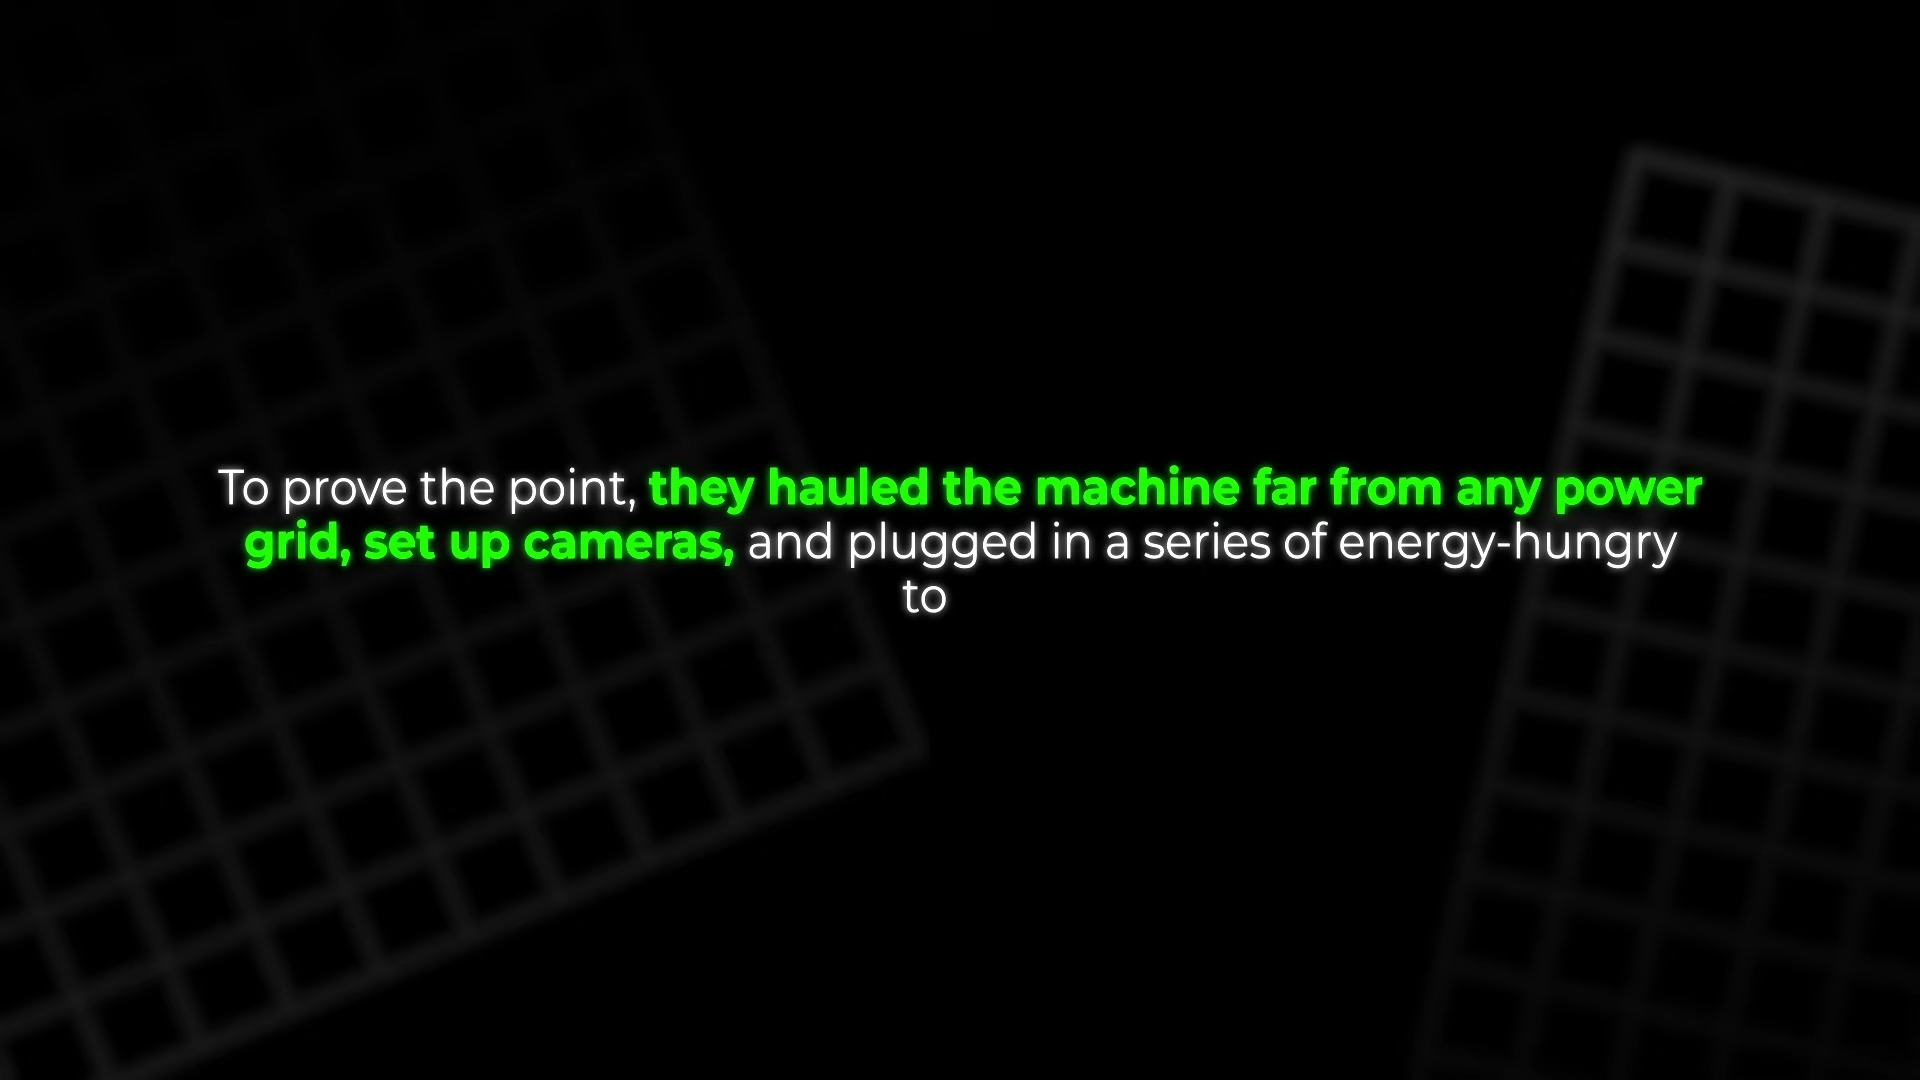 To prove the point, they hauled the machine far from any power
grid, set up cameras, and plugged in a series of energy-hungry
to